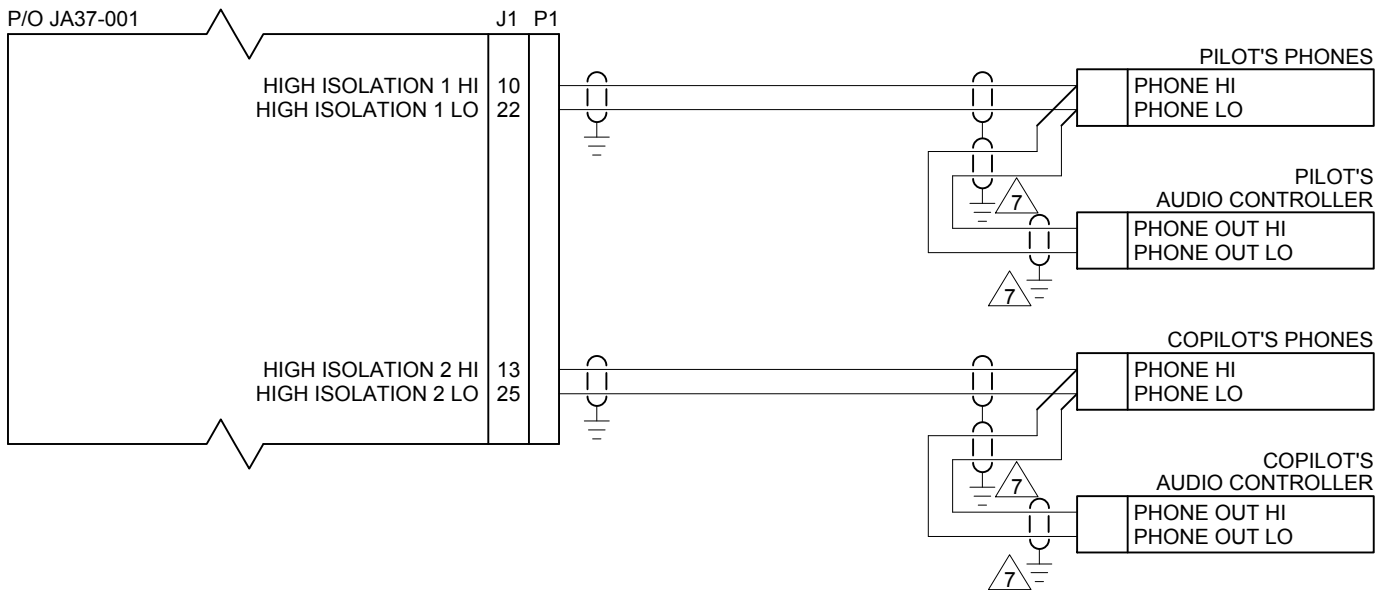 P/O JA37-001
J1 P1
HIGH ISOLATION 1 HI 10
HIGH ISOLATION 1 LO 22
PILOT'S PHONES
PHONE HI
PHONE LO
7
PILOT'S
AUDIO CONTROLLER
PHONE OUT HI
PHONE OUT LO
7
HIGH ISOLATION 2 HI 13
HIGH ISOLATION 2 LO 25
COPILOT'S PHONES
PHONE HI
PHONE LO
7
COPILOT'S
AUDIO CONTROLLER
PHONE OUT HI
PHONE OUT LO
7